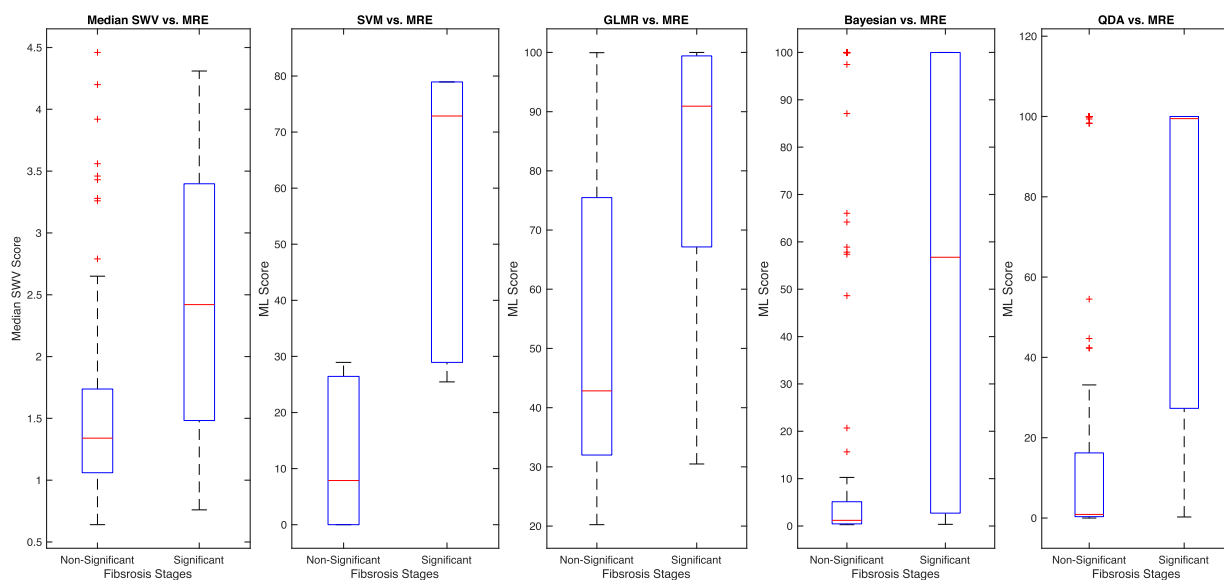 Median SWV vs. MRE
Median SWV Score
4.5
4
3.5
3
2.5
2
1.5
1
0.5
Non-Significant Significant
Fibsrosis Stages
SVM vs. MRE
ML Score
80
70
60
50
40
30
20
10
0
Non-Significant Significant
Fibsrosis Stages
GLMR vs. MRE
ML Score
100
90
80
70
60
50
40
30
20
Non-Significant Significant
Fibsrosis Stages
Bayesian vs. MRE
ML Score
100
90
80
70
60
50
40
30
20
10
0
Non-Significant Significant
Fibsrosis Stages
QDA vs. MRE
ML Score
120
100
80
60
40
20
0
Non-Significant Significant
Fibsrosis Stages